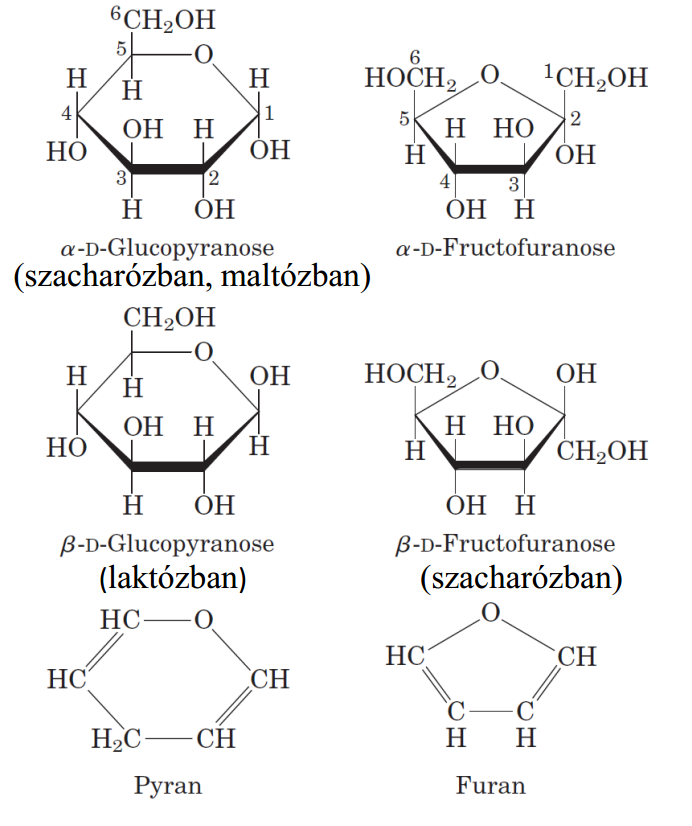 ⁶CH₂OH
5 O
H H H
4 1
OH H
HO OH
3 2
H OH
α-D-Glucopyranose
(szacharózban, maltózban)
6
HOCH₂ O ¹CH₂OH
5 H HO 2
H OH
4 3
OH H
α-D-Fructofuranose
CH₂OH
O
H H OH
OH H
HO H
H OH
β-D-Glucopyranose
(laktózban)
HOCH₂ O OH
H HO
H CH₂OH
OH H
β-D-Fructofuranose
(szacharózban)
HC O
HC CH
H₂C CH
Pyran
O
HC CH
C C
H H
Furan